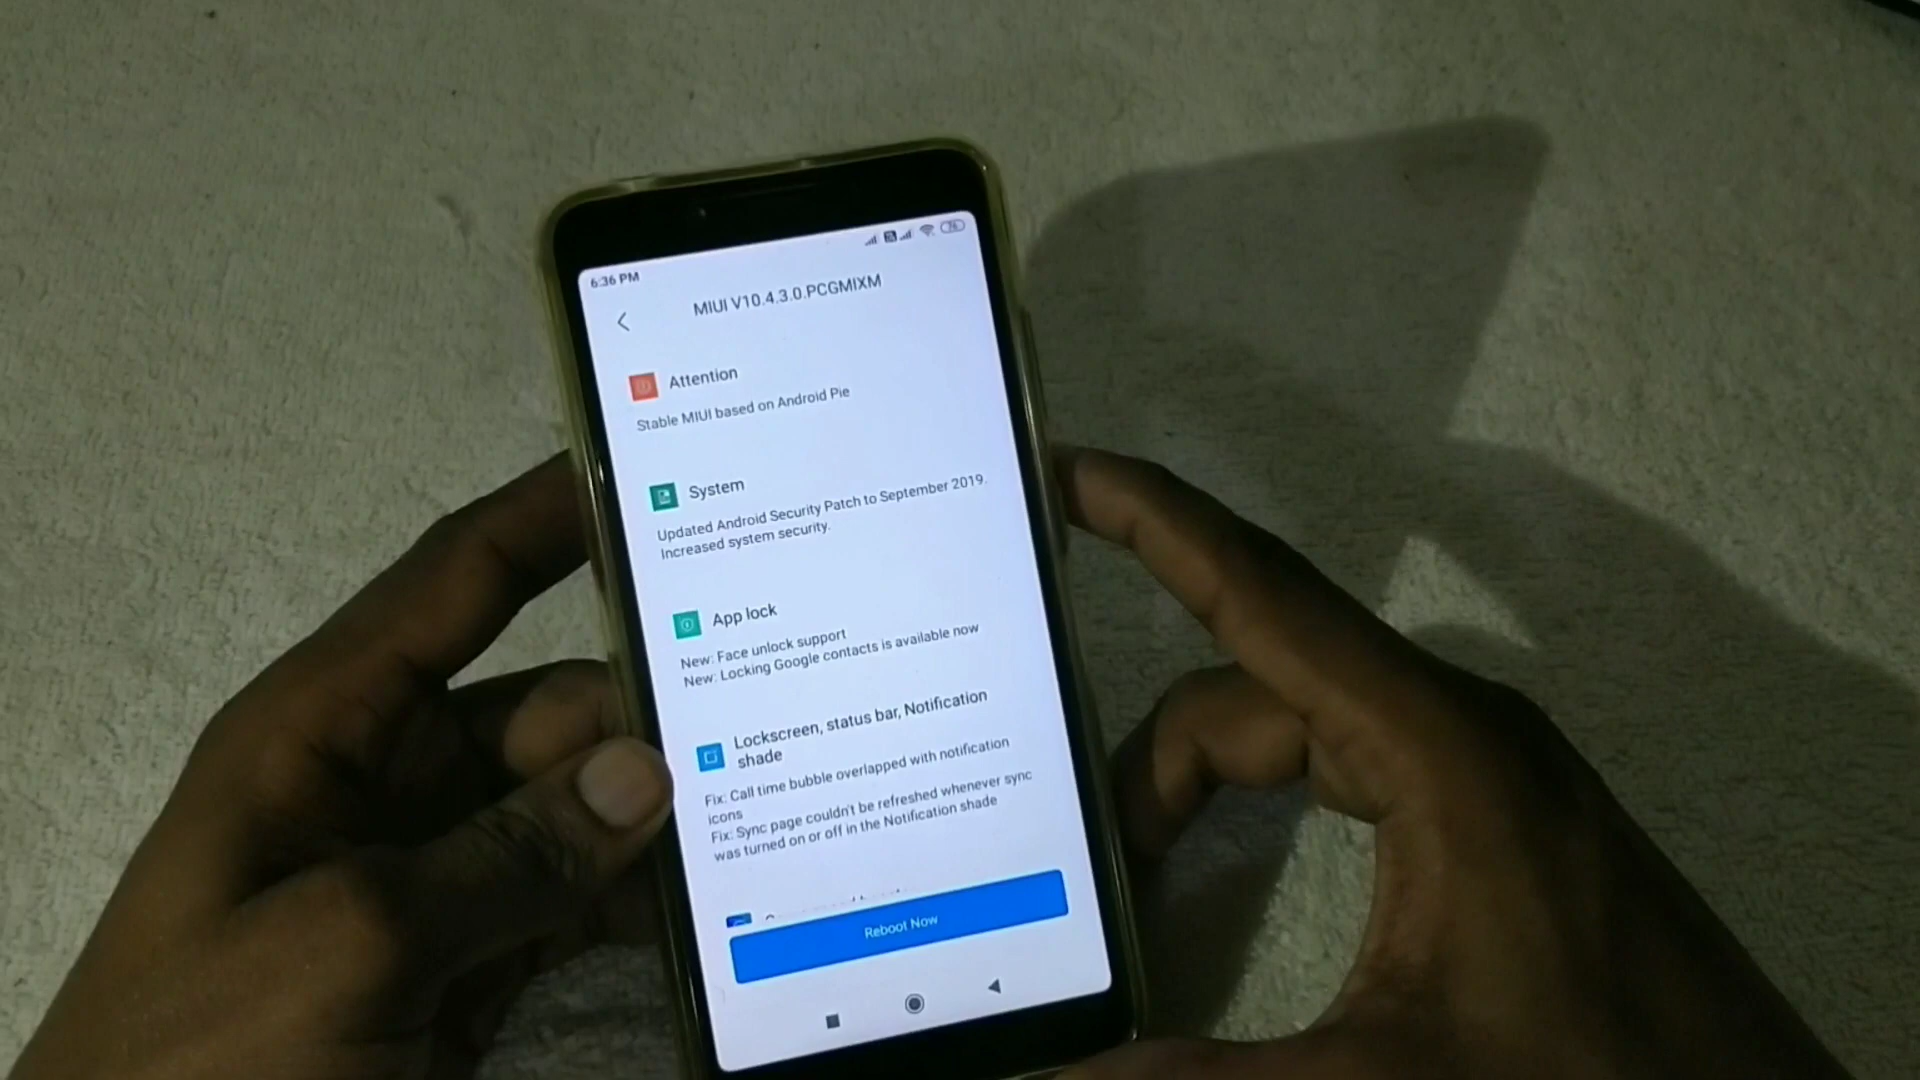 6:36 PM
MIUI V10.4.3.0.PCGMIXM
Attention
Stable MIUI based on Android Pie
System
Updated Android Security Patch to September 2019.
Increased system security.
App lock
New: Face unlock support
New: Locking Google contacts is available now
Lockscreen, status bar, Notification
shade
Fix: Call time bubble overlapped with notification
icons
Fix: Sync page couldn't be refreshed whenever sync
was turned on or off in the Notification shade
Reboot Now